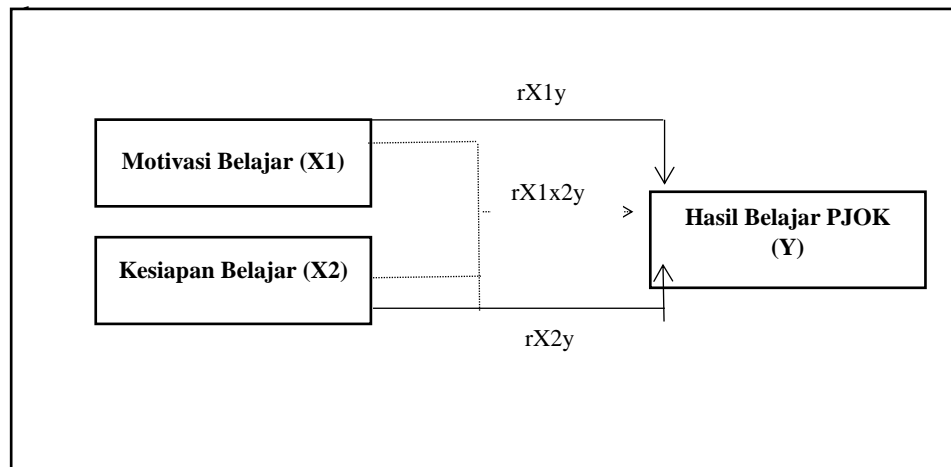 rX1y
Motivasi Belajar (X1)
rX1x2y
Hasil Belajar PJOK
(Y)
Kesiapan Belajar (X2)
rX2y